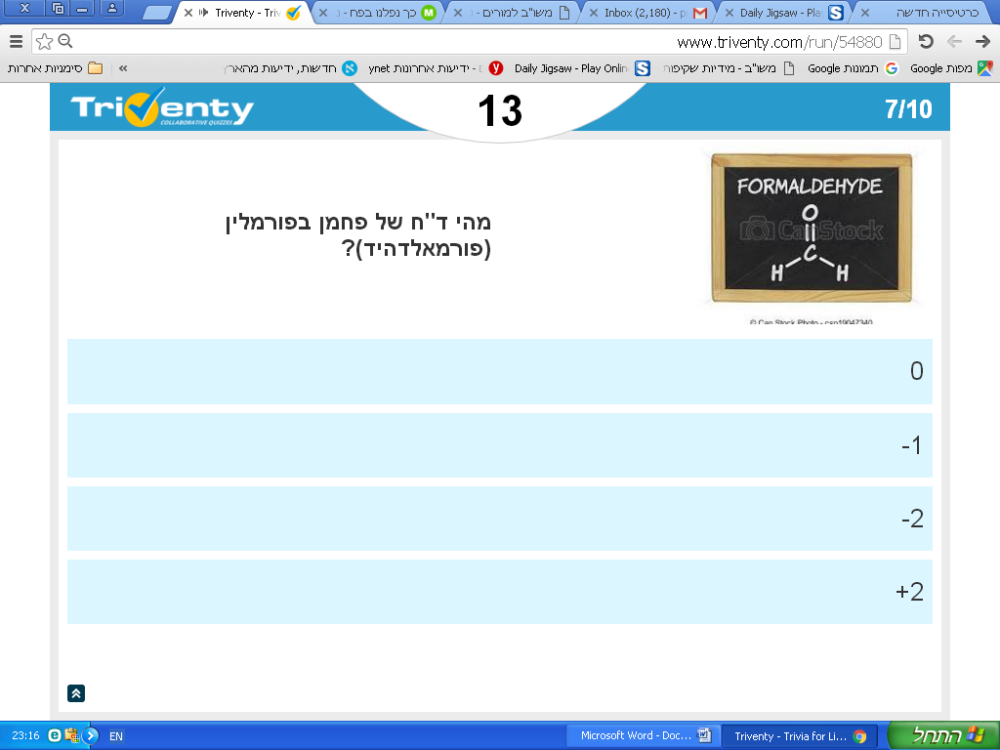 Triventy - Triv
כך נפלנו בפח -
משו"ב למורים -
Inbox (2,180) - p
Daily Jigsaw - Pla
כרטיסייה חדשה
www.triventy.com/run/54880
סימניות אחרות
»
חדשות, ידיעות מהארץ
ynet ידיעות אחרונות -
Daily Jigsaw - Play Onlin
משו"ב - מידיות שקיפות
תמונות Google
מפות Google
Triventy
COLLABORATIVE QUIZZES
13
7/10
FORMALDEHYDE
O
C
H H
CanStock
© Can Stock Photo - csp19047340
מהי ד"ח של פחמן בפורמלין
(פורמאלדהיד)?
0
-1
-2
+2
23:16
EN
Microsoft Word - Doc...
Triventy - Trivia for Li...
התחל